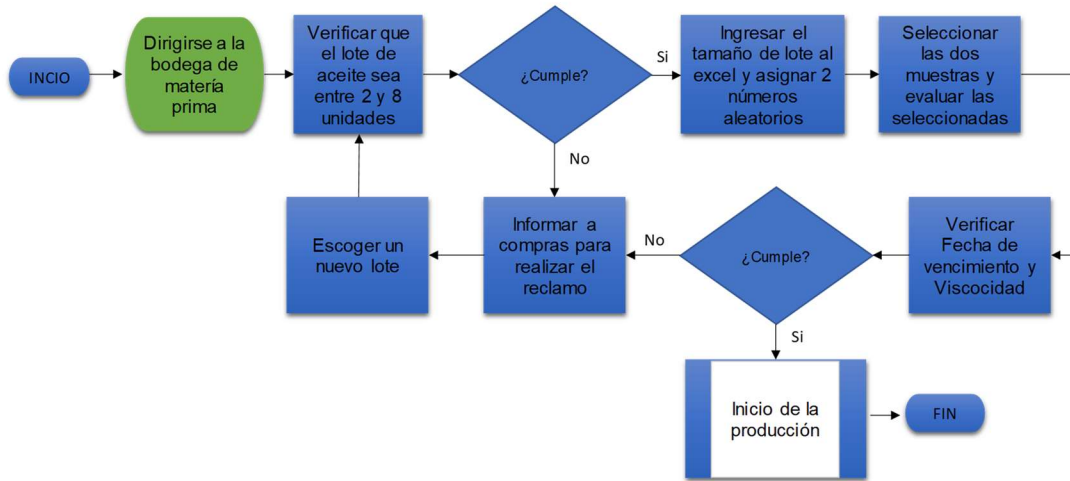 INCIO
Dirigirse a la
bodega de
matería
prima
Verificar que
el lote de
aceite sea
entre 2 y 8
unidades
¿Cumple?
Si
No
Ingresar el
tamaño de lote al
excel y asignar 2
números
aleatorios
Seleccionar
las dos
muestras y
evaluar las
seleccionadas
Verificar
Fecha de
vencimiento y
Viscocidad
¿Cumple?
No
Si
Informar a
compras para
realizar el
reclamo
Escoger un
nuevo lote
Inicio de la
producción
FIN